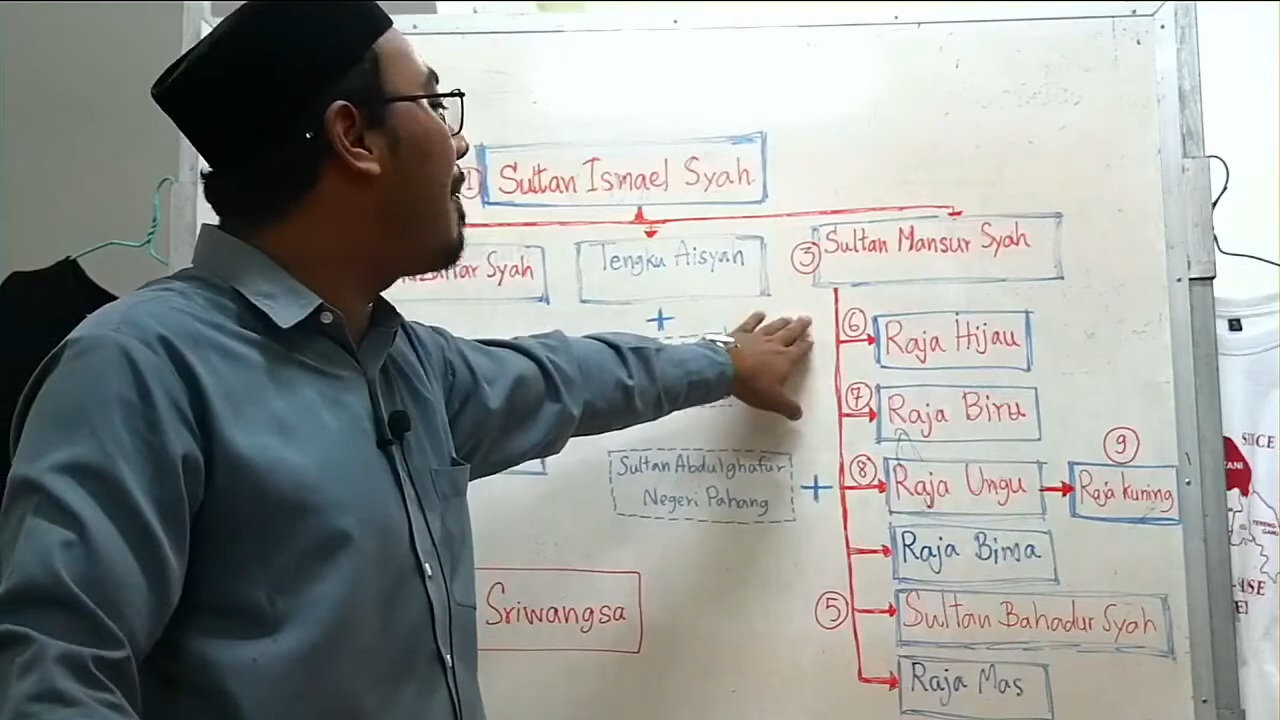 ① Sultan Ismael Syah
Syah
Tengku Aisyah
③ Sultan Mansur Syah
+
⑥ Raja Hijau
⑦ Raja Biru
Sultan Abdulghafur
Negeri Pahang
+
⑧ Raja Ungu
⑨
Raja Kuning
Raja Bima
⑤ Sultan Bahadur Syah
Raja Mas
Sriwangsa